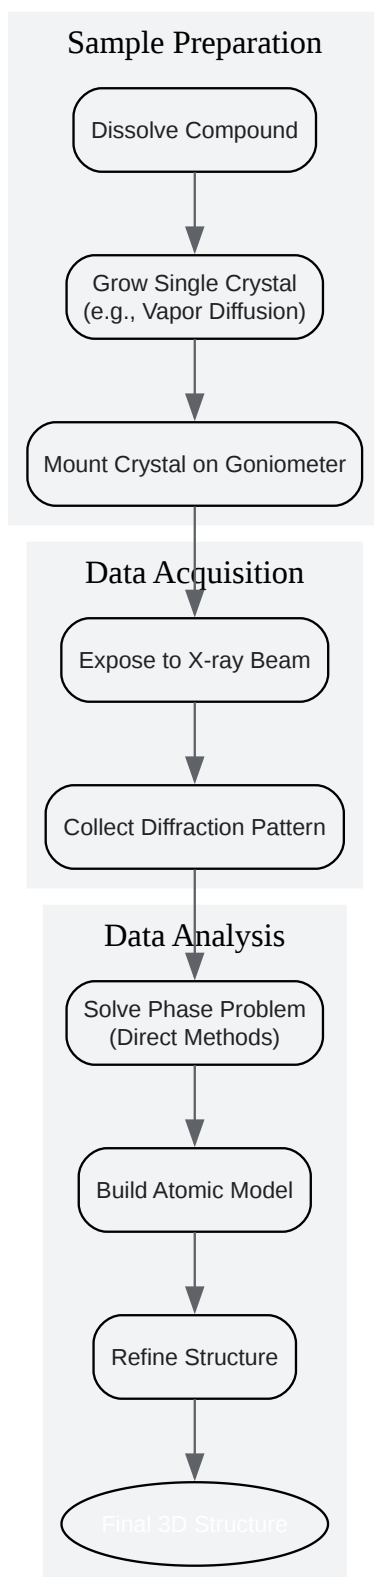 Sample Preparation
Dissolve Compound
Grow Single Crystal
(e.g., Vapor Diffusion)
Mount Crystal on Goniometer
Data Acquisition
Expose to X-ray Beam
Collect Diffraction Pattern
Data Analysis
Solve Phase Problem
(Direct Methods)
Build Atomic Model
Refine Structure
Final 3D Structure